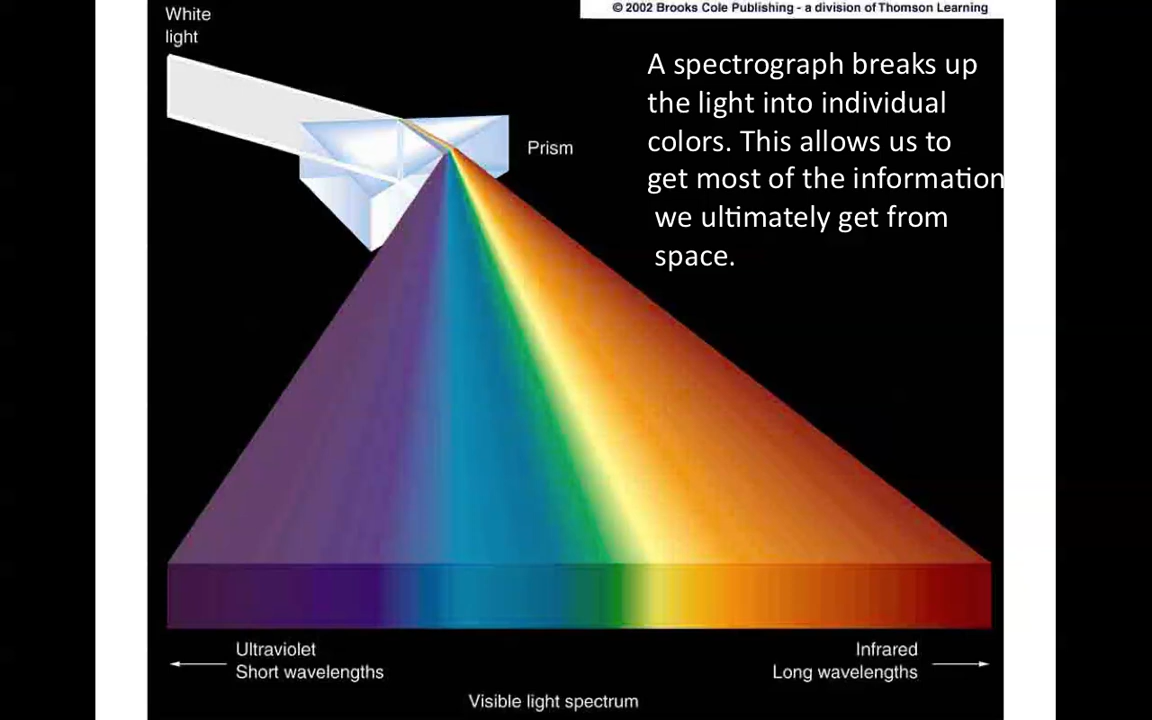 © 2002 Brooks Cole Publishing - a division of Thomson Learning
White
light
A spectrograph breaks up
the light into individual
colors. This allows us to
get most of the information
we ultimately get from
space.
Prism
Ultraviolet
Short wavelengths
Infrared
Long wavelengths
Visible light spectrum